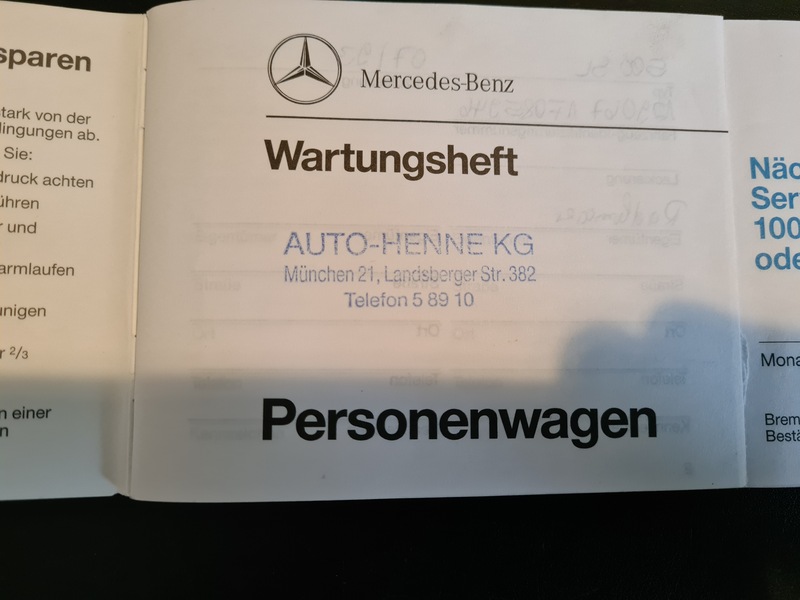 sparen
tark von der
lingungen ab.
Sie:
druck achten
ühren
r und
armlaufen
unigen
r 2/3
n einer
n
Mercedes-Benz
Wartungsheft
AUTO-HENNE KG
München 21, Landsberger Str. 382
Telefon 5 89 10
Personenwagen
Näc
Ser
100
ode
Mona
Brem
Bestä